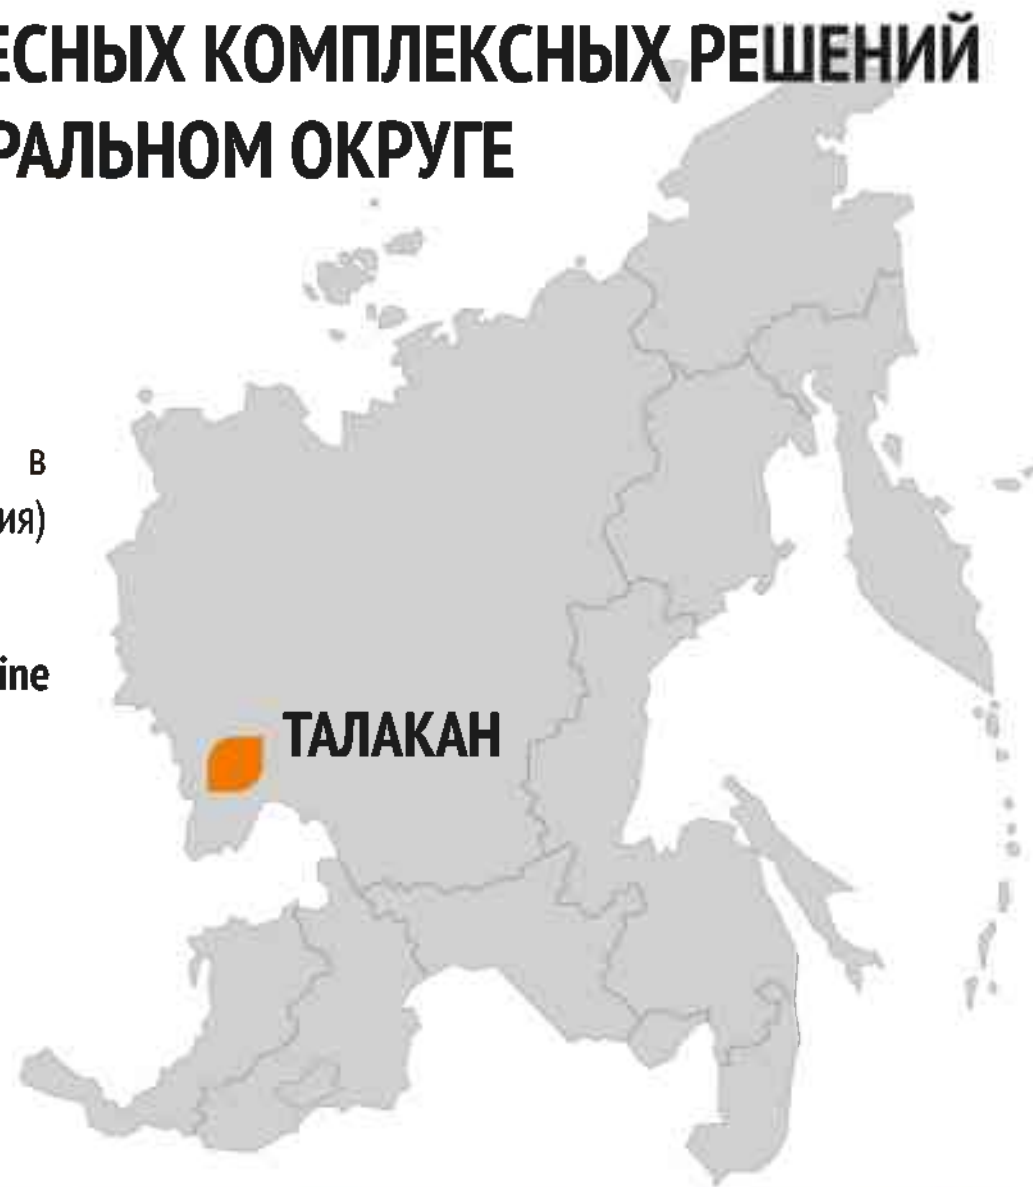 ЕСНЫХ КОМПЛЕКСНЫХ РЕШЕНИЙ
РАЛЬНОМ ОКРУГЕ
в
ия)
ine
ТАЛАКАН